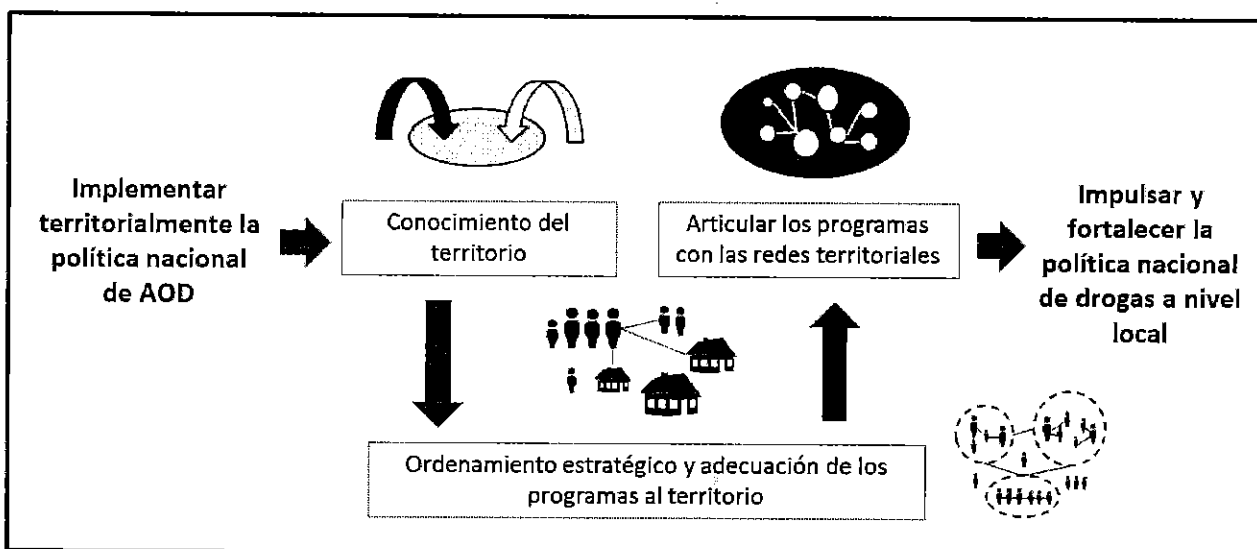 Implementar
territorialmente la
política nacional
de AOD
Conocimiento del
territorio
Articular los programas
con las redes territoriales
Impulsar y
fortalecer la
política nacional
de drogas a nivel
local
Ordenamiento estratégico y adecuación de los
programas al territorio